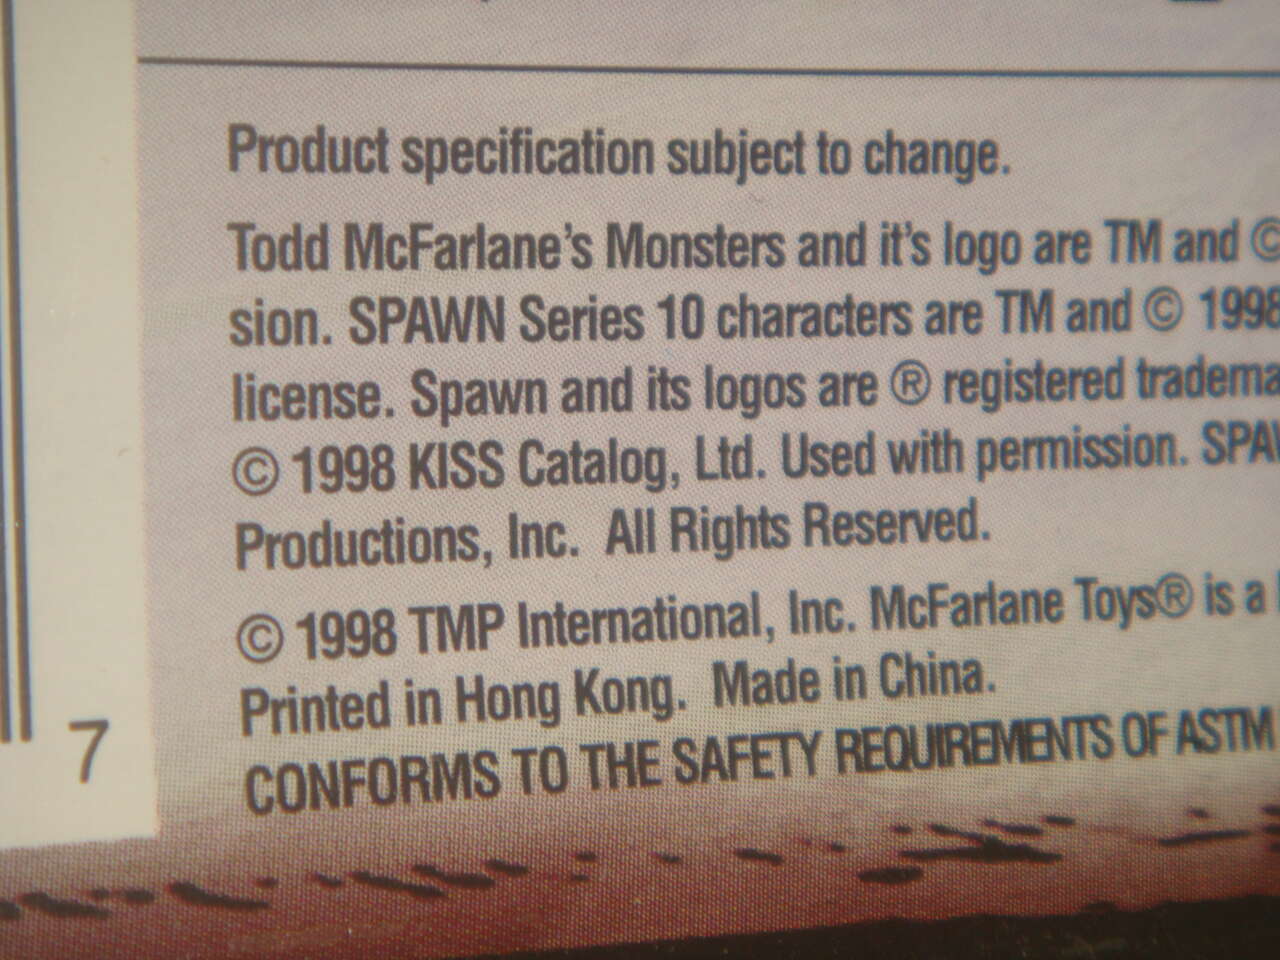 Product specification subject to change.
Todd McFarlane's Monsters and it's logo are TM and ©
sion. SPAWN Series 10 characters are TM and © 1998
license. Spawn and its logos are ® registered tradema
© 1998 KISS Catalog, Ltd. Used with permission. SPAW
Productions, Inc. All Rights Reserved.
© 1998 TMP International, Inc. McFarlane Toys® is a
Printed in Hong Kong. Made in China.
CONFORMS TO THE SAFETY REQUIREMENTS OF ASTM
7